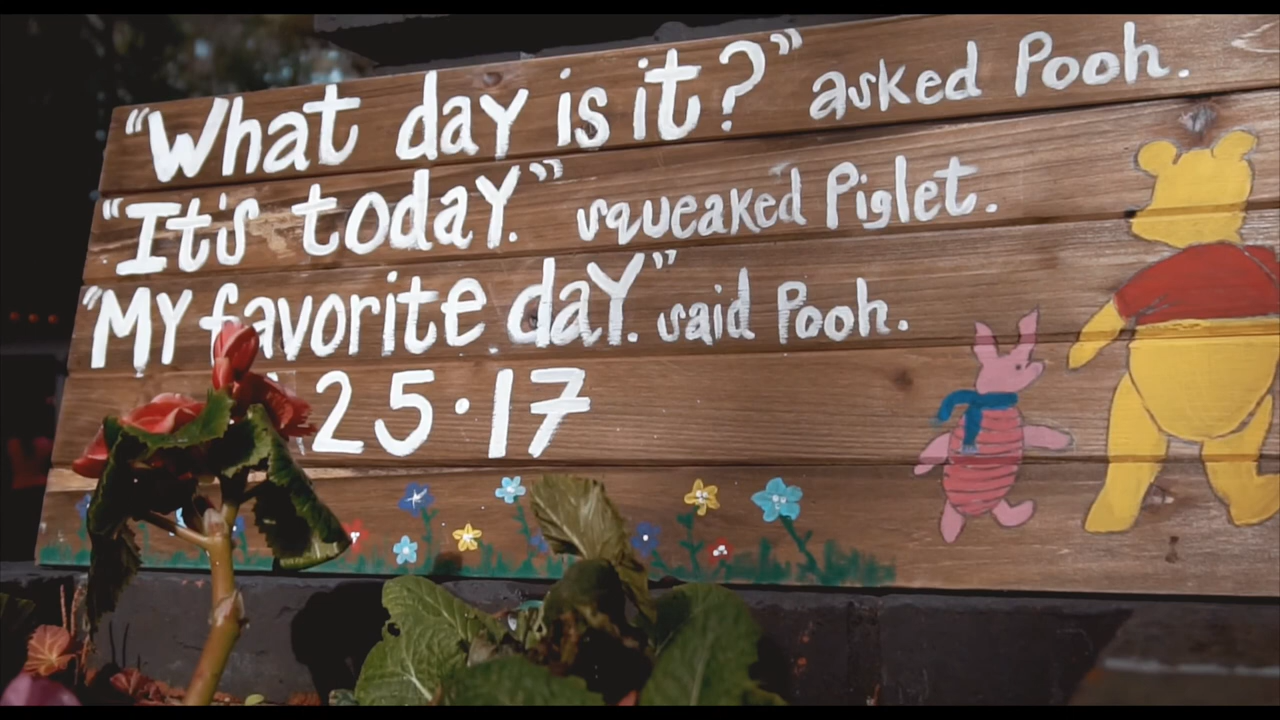 “What day is it?” asked Pooh.
“It's today.” squeaked Piglet.
“My favorite day.” said Pooh.
25·17